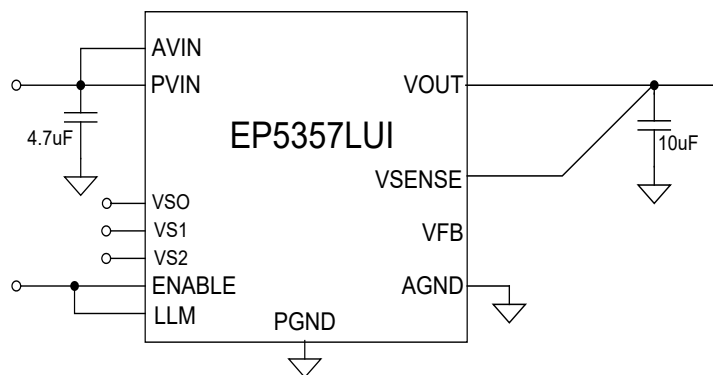 AVIN
PVIN
VOUT
4.7uF
EP5357LUI
10uF
VSENSE
VSO
VS1
VS2
VFB
ENABLE
LLM
AGND
PGND